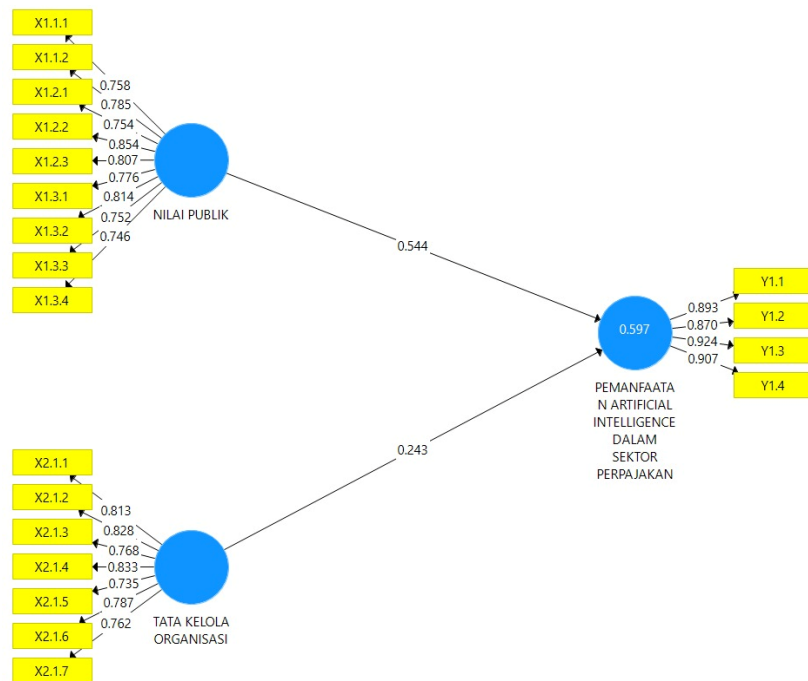 X1.1.1
X1.1.2
X1.2.1
X1.2.2
X1.2.3
X1.3.1
X1.3.2
X1.3.3
X1.3.4
0.758
0.785
0.754
0.854
0.807
0.776
0.814
0.752
0.746
NILAI PUBLIK
0.544
0.597
PEMANFAATA
N ARTIFICIAL
INTELLIGENCE
DALAM
SEKTOR
PERPAJAKAN
0.893
0.870
0.924
0.907
Y1.1
Y1.2
Y1.3
Y1.4
0.243
X2.1.1
X2.1.2
X2.1.3
X2.1.4
X2.1.5
X2.1.6
X2.1.7
0.813
0.828
0.768
0.833
0.735
0.787
0.762
TATA KELOLA
ORGANISASI